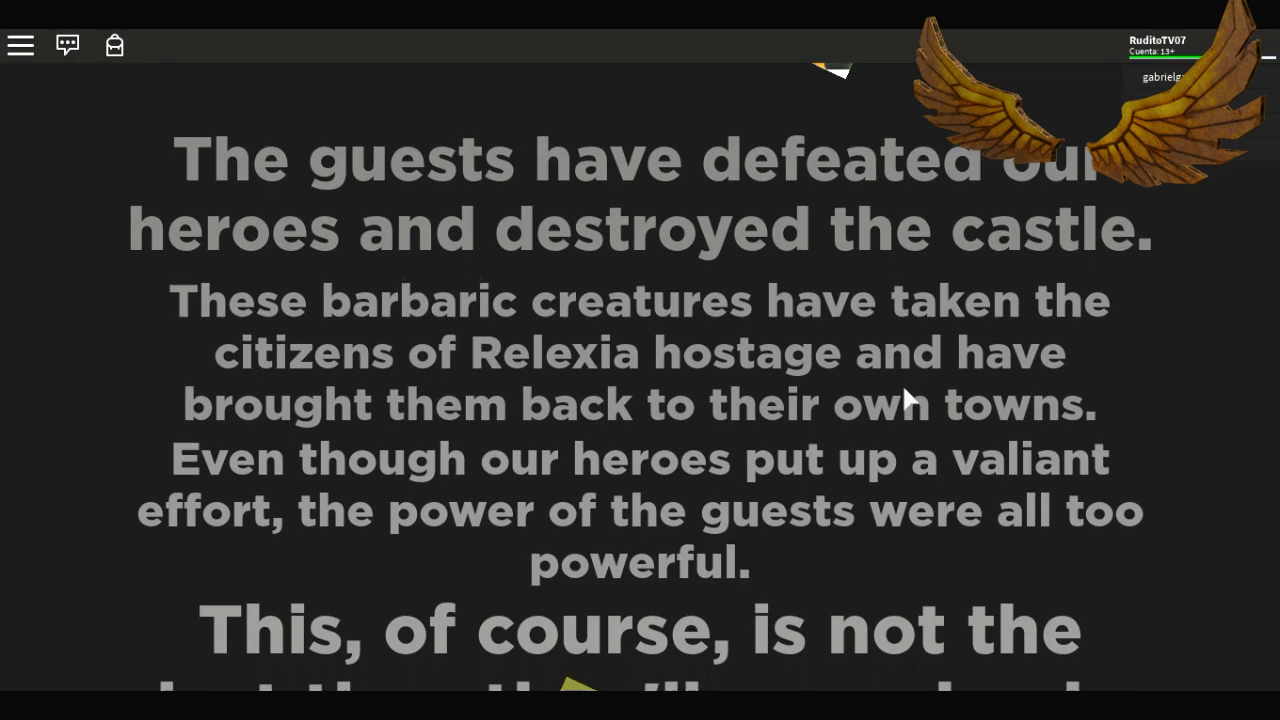 RuditoTV07
Cuenta: 13+
The guests have defeated our
heroes and destroyed the castle.
These barbaric creatures have taken the
citizens of Relexia hostage and have
brought them back to their own towns.
Even though our heroes put up a valiant
effort, the power of the guests were all too
powerful.
This, of course, is not the